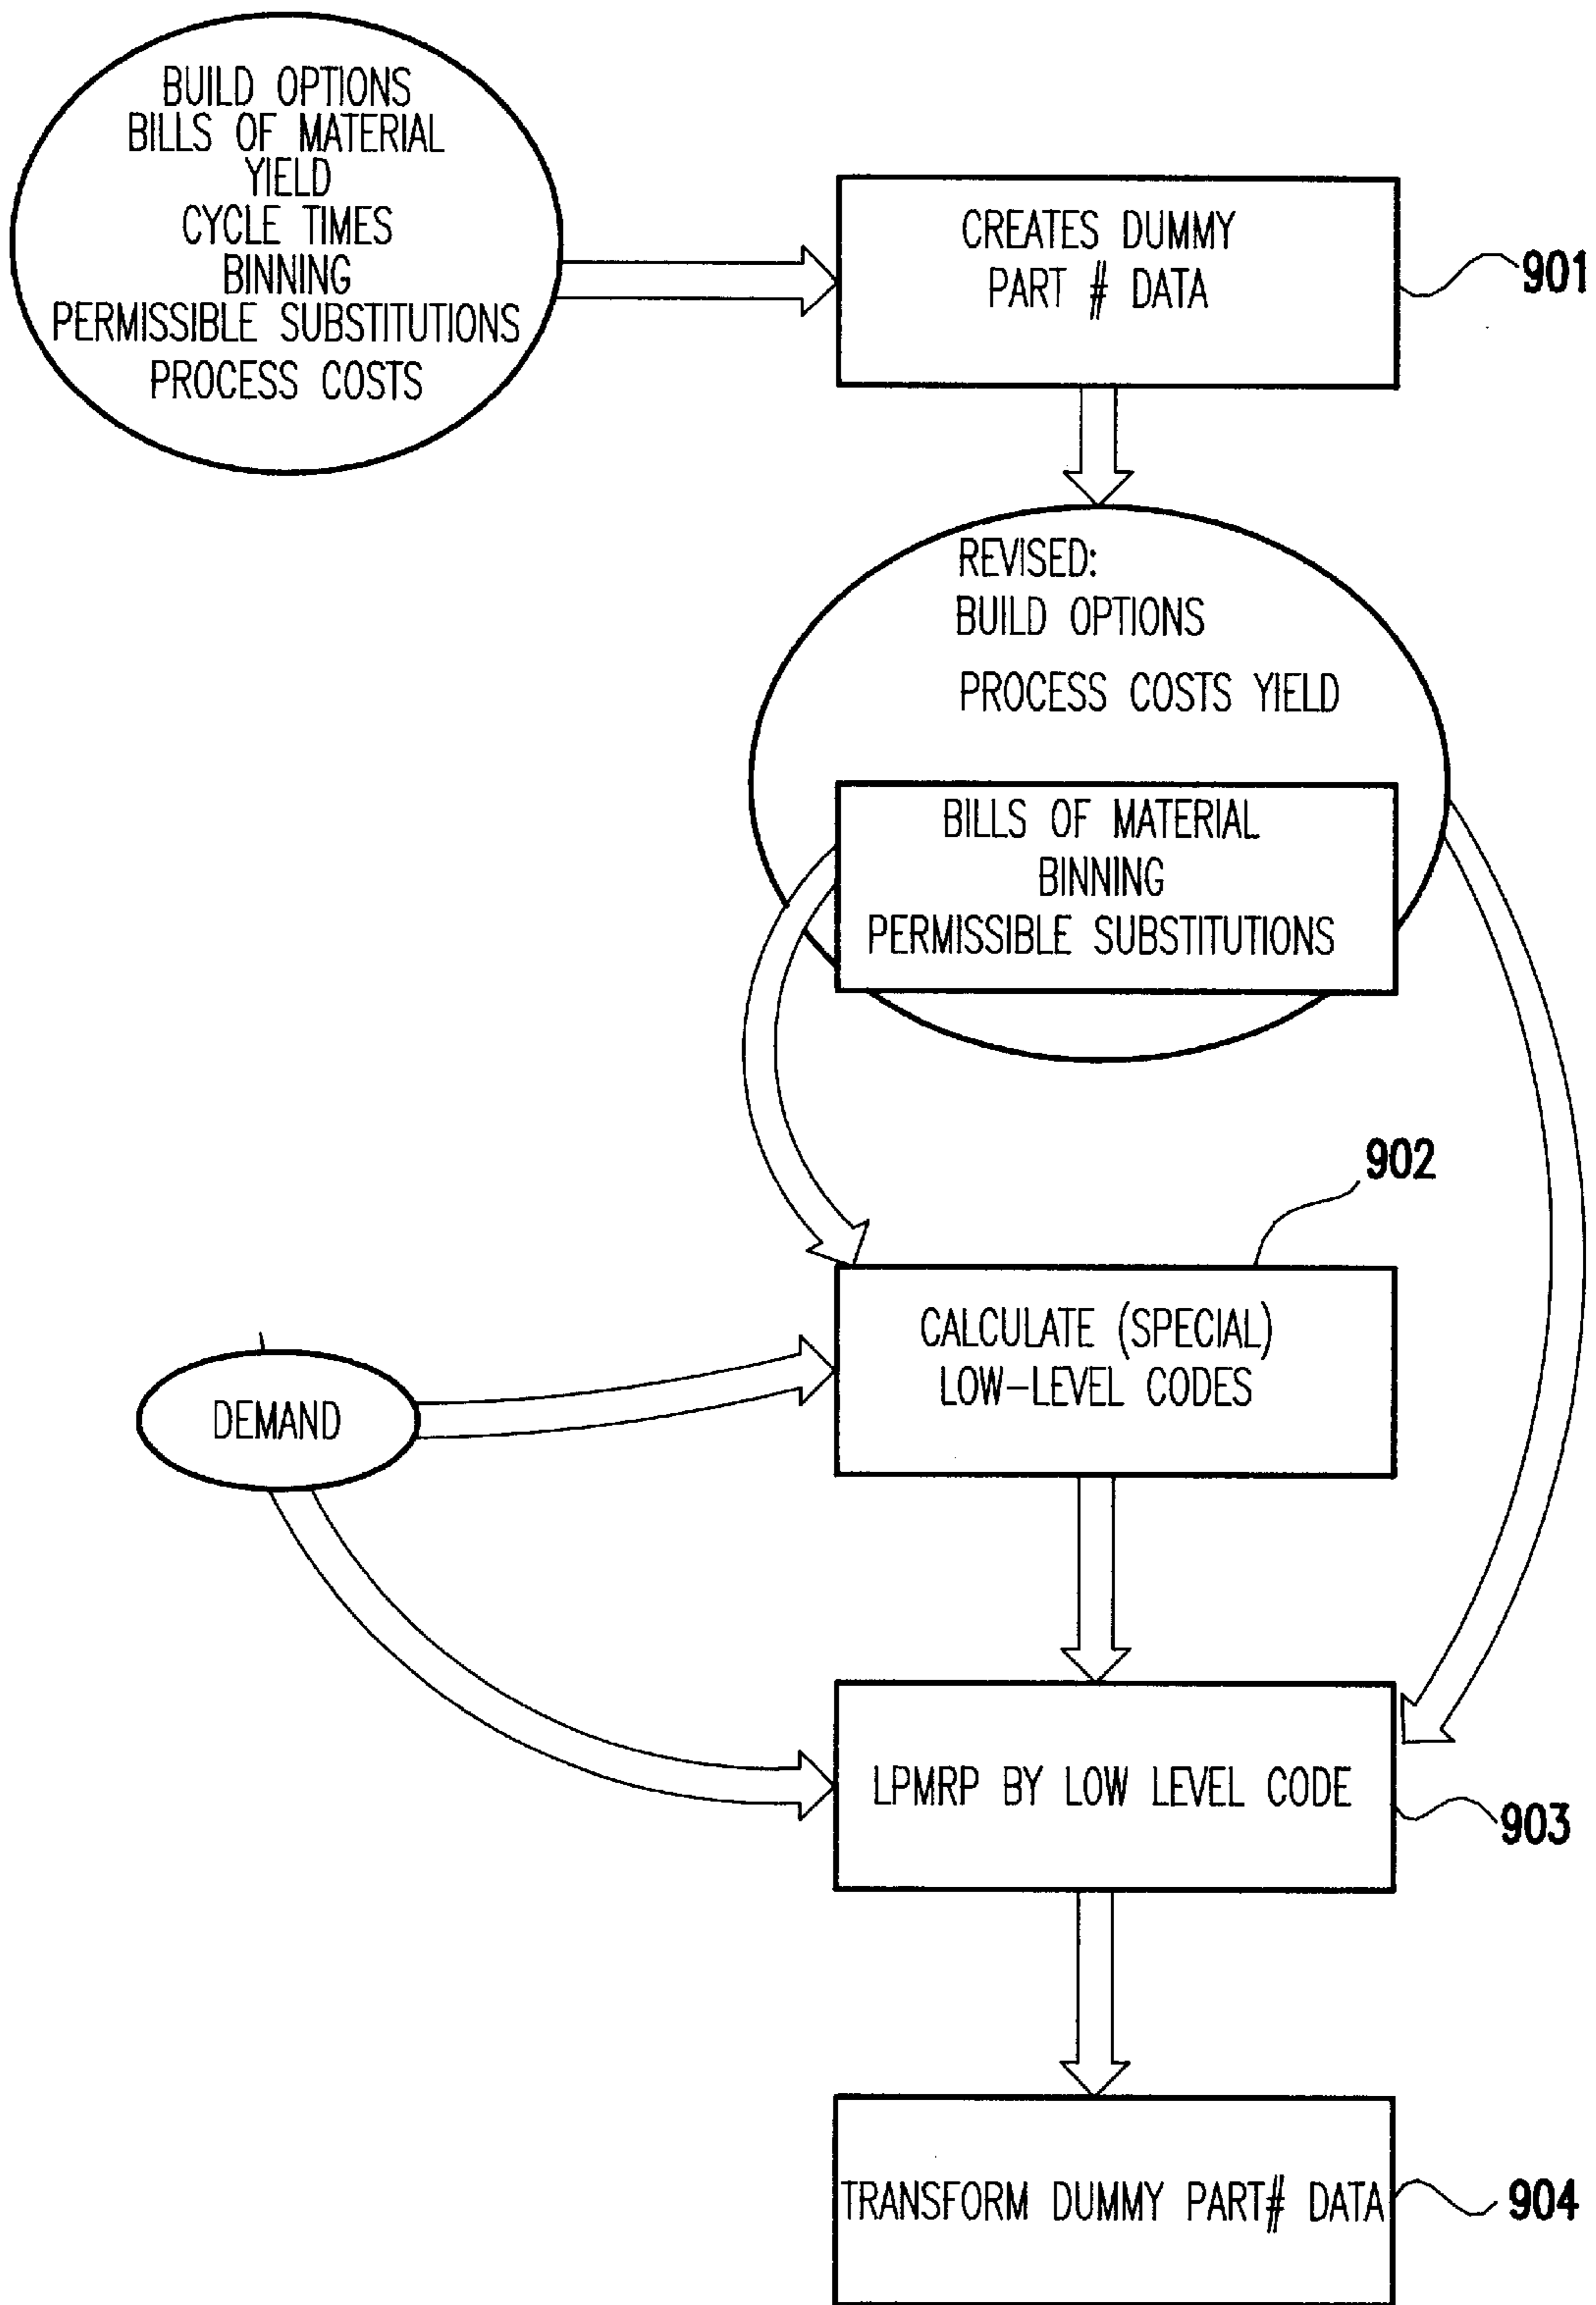 BUILD OPTIONS
BILLS OF MATERIAL
YIELD
CYCLE TIMES
BINNING
PERMISSIBLE SUBSTITUTIONS
PROCESS COSTS
CREATES DUMMY
PART # DATA
901
REVISED:
BUILD OPTIONS
PROCESS COSTS YIELD
BILLS OF MATERIAL
BINNING
PERMISSIBLE SUBSTITUTIONS
902
CALCULATE (SPECIAL)
LOW-LEVEL CODES
DEMAND
LPMRP BY LOW LEVEL CODE
903
TRANSFORM DUMMY PART# DATA
904